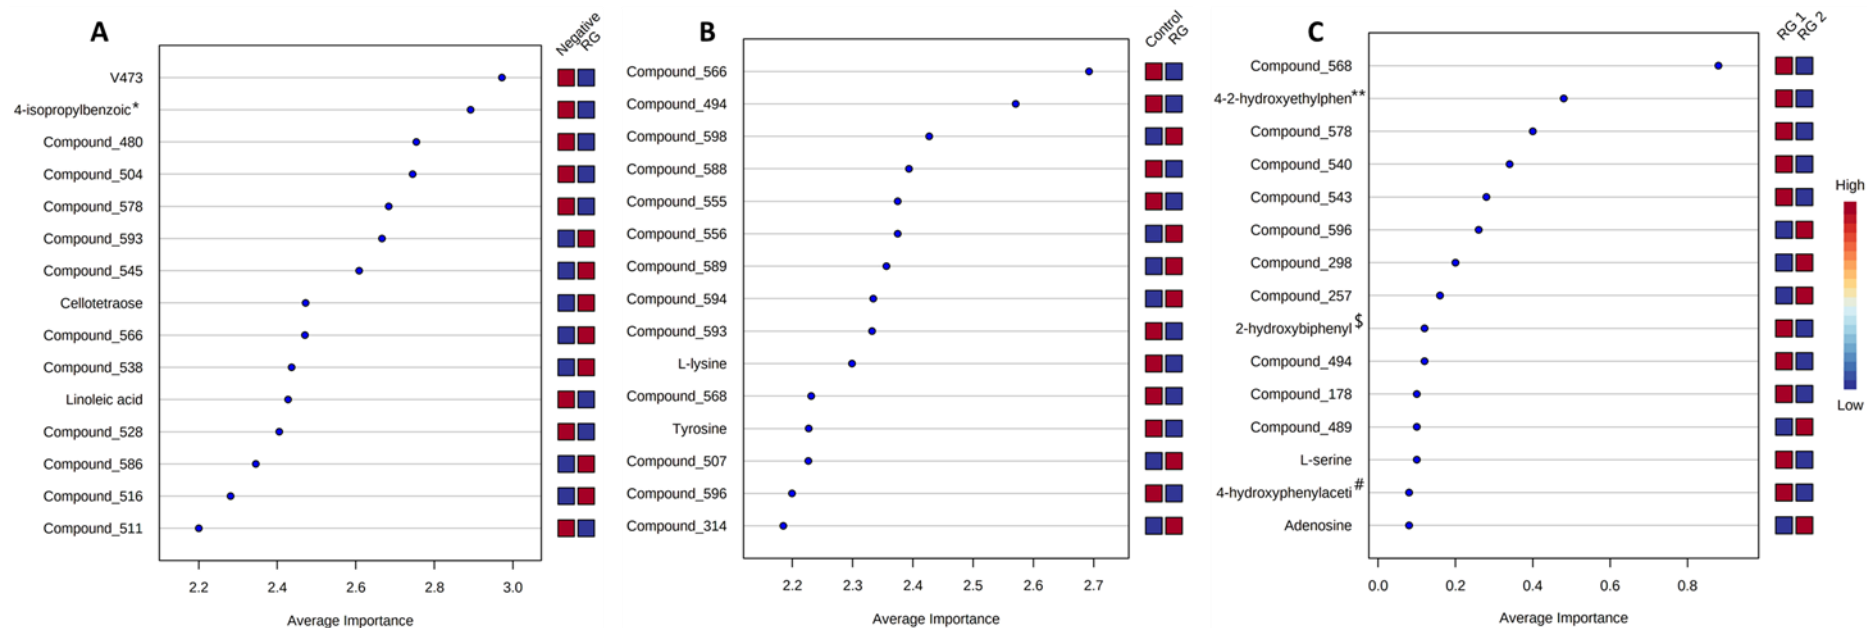 A
Negative
RG
V473
4-isopropylbenzoic*
Compound_480
Compound_504
Compound_578
Compound_593
Compound_545
Cellotetraose
Compound_566
Compound_538
Linoleic acid
Compound_528
Compound_586
Compound_516
Compound_511
2.2 2.4 2.6 2.8 3.0
Average Importance
B
Control
RG
Compound_566
Compound_494
Compound_598
Compound_588
Compound_555
Compound_556
Compound_589
Compound_594
Compound_593
L-lysine
Compound_568
Tyrosine
Compound_507
Compound_596
Compound_314
2.2 2.3 2.4 2.5 2.6 2.7
Average Importance
C
RG 1
RG 2
Compound_568
4-2-hydroxyethylphen**
Compound_578
Compound_540
Compound_543
Compound_596
Compound_298
Compound_257
2-hydroxybiphenyl $
Compound_494
Compound_178
Compound_489
L-serine
4-hydroxyphenylaceti #
Adenosine
0.0 0.2 0.4 0.6 0.8
Average Importance
High
Low